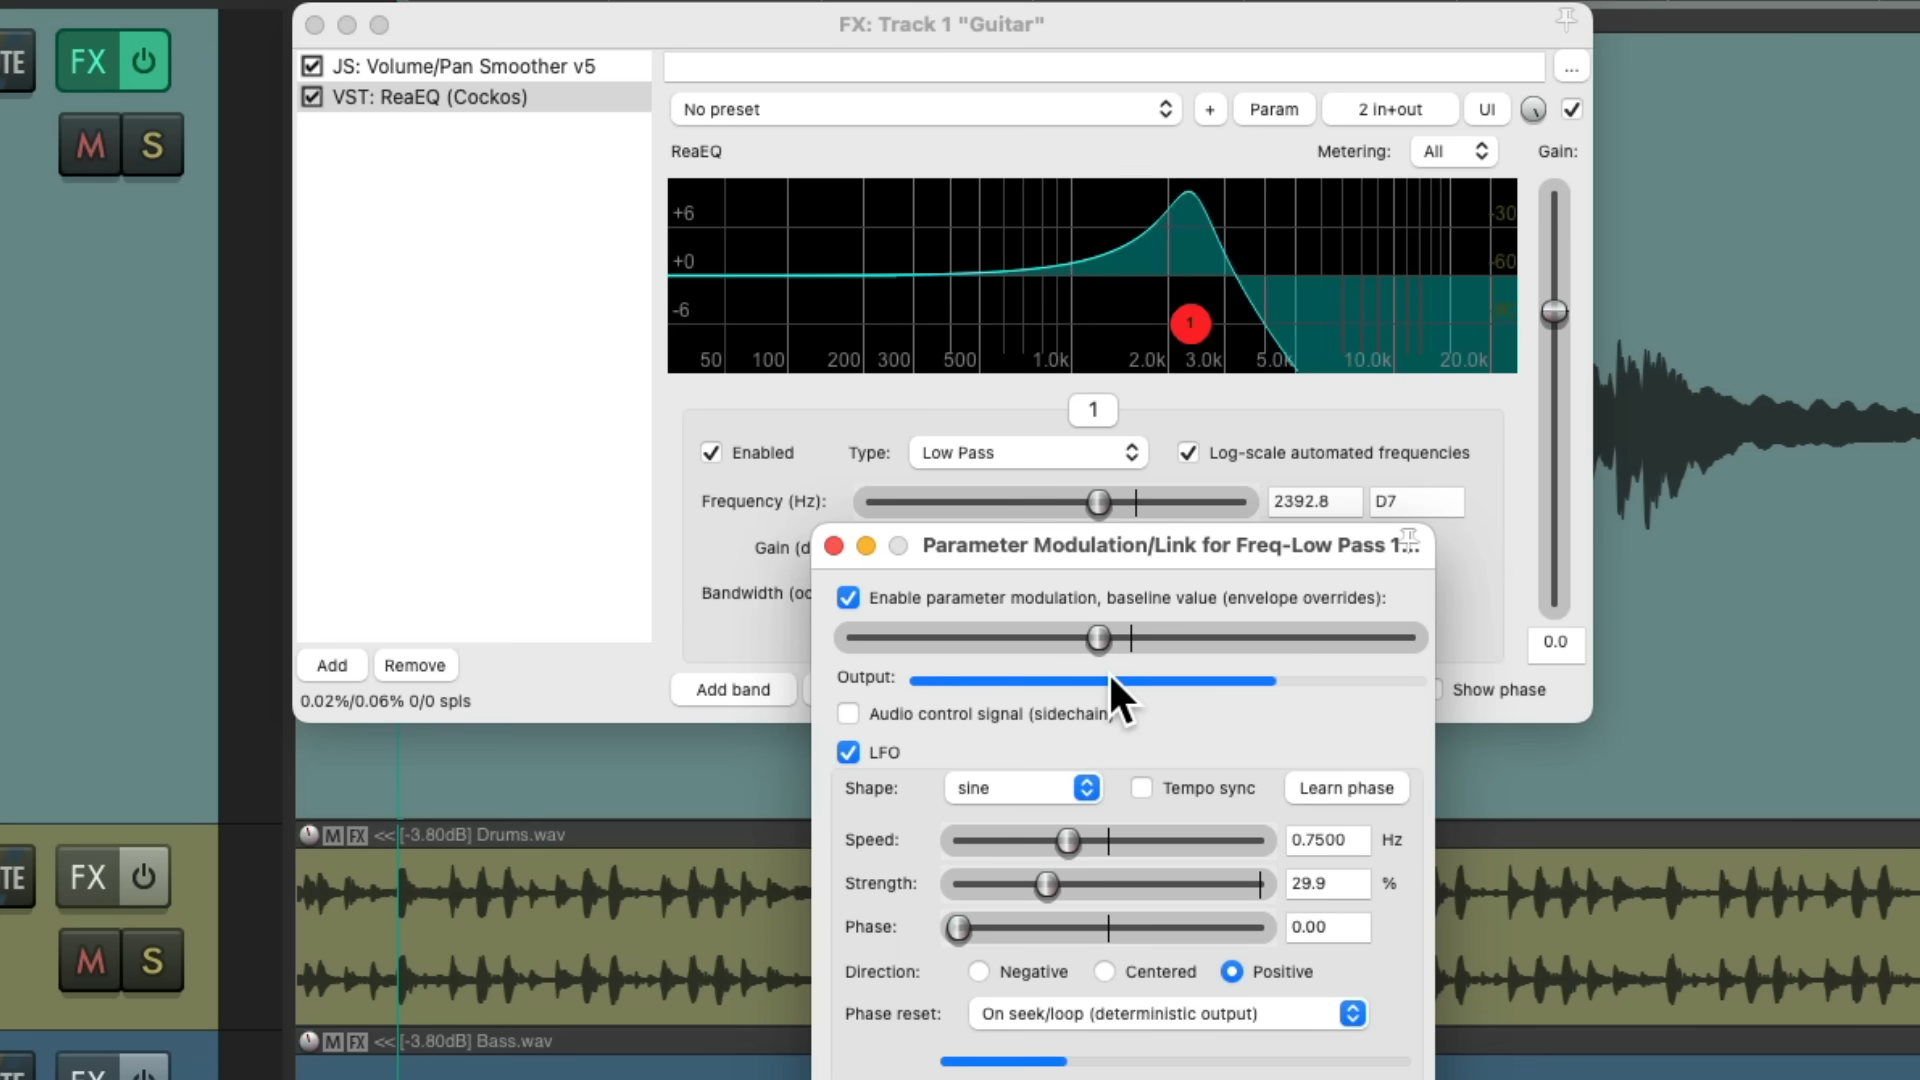 FX: Track 1 "Guitar"
TE FX
JS: Volume/Pan Smoother v5
...
VST: ReaEQ (Cockos)
No preset + Param 2 in+out UI
M S
ReaEQ Metering: All Gain:
+6 -30
+0 -60
-6
1
50 100 200 300 500 1.0k 2.0k 3.0k 5.0k 10.0k 20.0k
1
Enabled Type: Low Pass Log-scale automated frequencies
Frequency (Hz): 2392.8 D7
Gain (d
Parameter Modulation/Link for Freq-Low Pass 1...
Bandwidth (oc
Enable parameter modulation, baseline value (envelope overrides):
0.0
Add Remove
Output:
Add band Show phase
0.02%/0.06% 0/0 spls
Audio control signal (sidechain)
LFO
Shape: sine Tempo sync Learn phase
M FX << [-3.80dB] Drums.wav
Speed: 0.7500 Hz
TE FX
Strength: 29.9 %
Phase: 0.00
M S
Direction: Negative Centered Positive
Phase reset: On seek/loop (deterministic output)
M FX << [-3.80dB] Bass.wav
FX